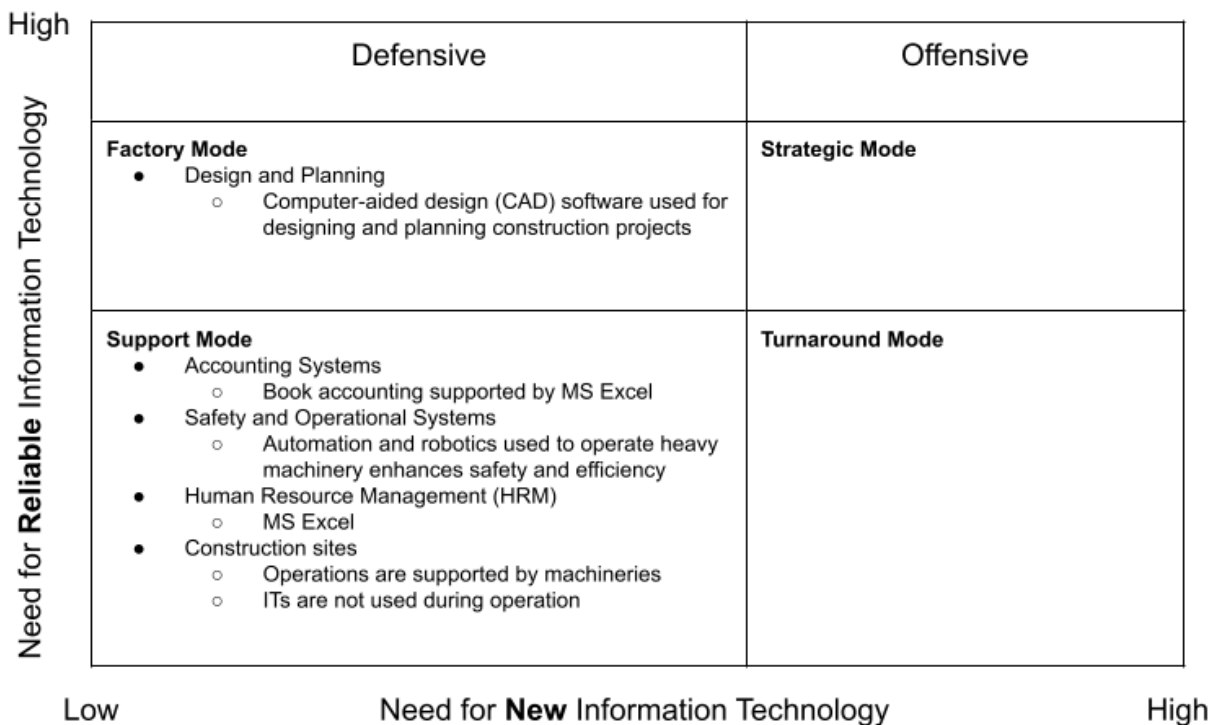 High
Defensive
Offensive
Need for Reliable Information Technology
Factory Mode
● Design and Planning
○ Computer-aided design (CAD) software used for
designing and planning construction projects
Strategic Mode
Support Mode
● Accounting Systems
○ Book accounting supported by MS Excel
● Safety and Operational Systems
○ Automation and robotics used to operate heavy
machinery enhances safety and efficiency
● Human Resource Management (HRM)
○ MS Excel
● Construction sites
○ Operations are supported by machineries
○ ITs are not used during operation
Turnaround Mode
Low
Need for New Information Technology
High